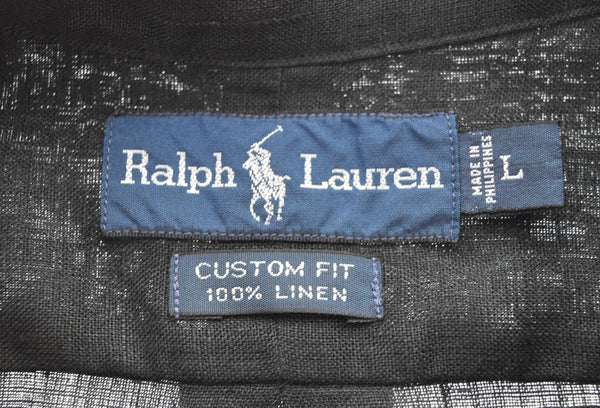 Ralph Lauren
MADE IN
PHILIPPINES
L
CUSTOM FIT
100% LINEN